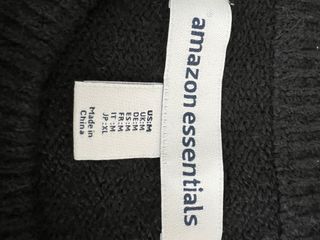 amazon essentials
US:M
UK:M
DE:M
ES:M
FR:M
IT :M
JP:XL
Made in
China